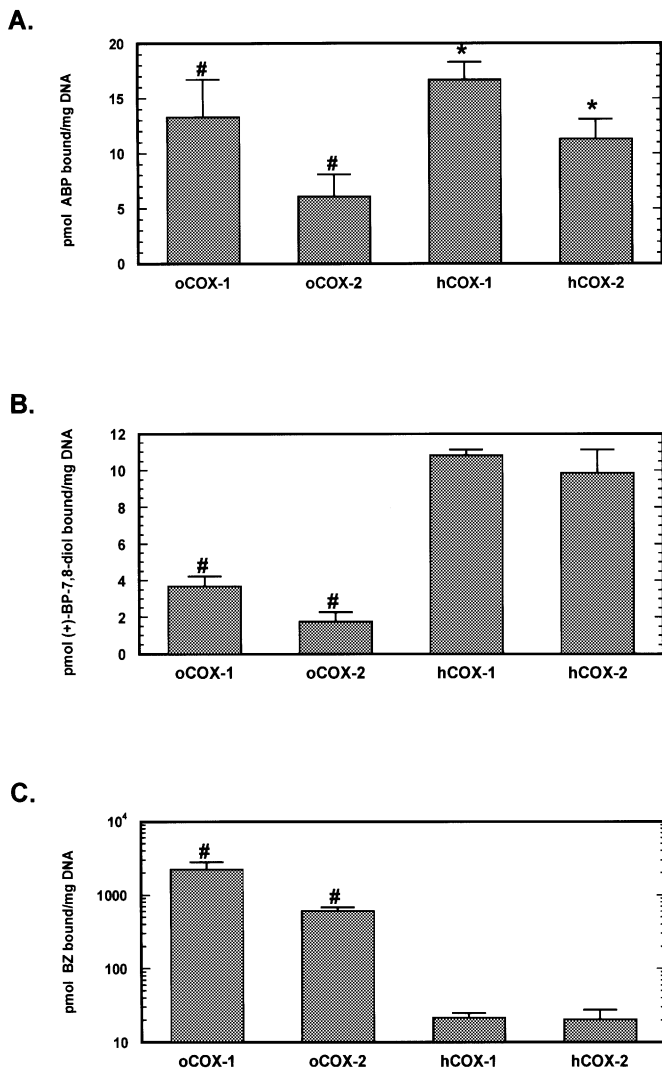 A.
pmol ABP bound/mg DNA
20
15
10
5
0
#
#
*
*
oCOX-1 oCOX-2 hCOX-1 hCOX-2
B.
pmol (+)-BP-7,8-diol bound/mg DNA
12
10
8
6
4
2
0
#
#
oCOX-1 oCOX-2 hCOX-1 hCOX-2
C.
pmol BZ bound/mg DNA
10⁴
1000
100
10
#
#
oCOX-1 oCOX-2 hCOX-1 hCOX-2